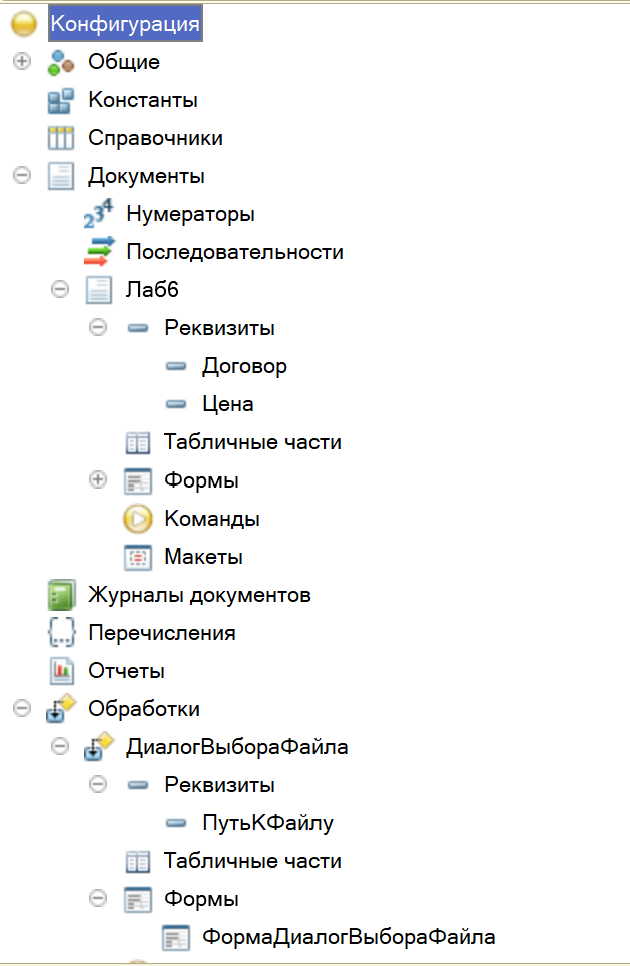 Конфигурация
Общие
Константы
Справочники
Документы
Нумераторы
Последовательности
Лаб6
Реквизиты
Договор
Цена
Табличные части
Формы
Команды
Макеты
Журналы документов
Перечисления
Отчеты
Обработки
ДиалогВыбораФайла
Реквизиты
ПутьКФайлу
Табличные части
Формы
ФормаДиалогВыбораФайла